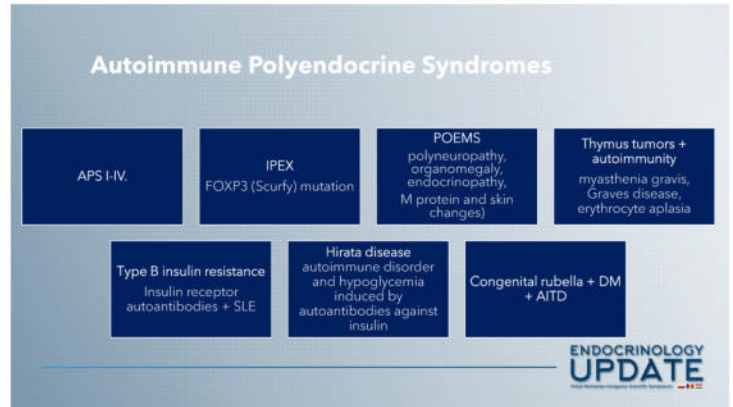 Autoimmune Polyendocrine Syndromes
APS I-IV.
IPEX
FOXP3 (Scurfy) mutation
POEMS
polyneuropathy,
organomegaly,
endocrinopathy,
M protein and skin
changes)
Thymus tumors +
autoimmunity
myasthenia gravis,
Graves disease,
erythrocyte aplasia
Type B insulin resistance
Insulin receptor
autoantibodies + SLE
Hirata disease
autoimmune disorder
and hypoglycemia
induced by
autoantibodies against
insulin
Congenital rubella + DM
+ AITD
ENDOCRINOLOGY
UPDATE